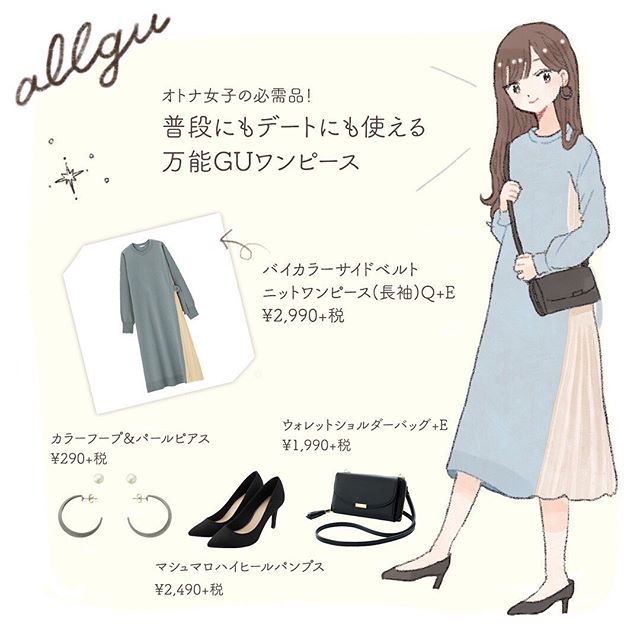 allgu
オトナ女子の必需品!
普段にもデートにも使える
万能GUワンピース
バイカラーサイドベルト
ニットワンピース(長袖)Q+E
¥2,990+税
カラーフープ&パールピアス
¥290+税
ウォレットショルダーバッグ+E
¥1,990+税
マシュマロハイヒールパンプス
¥2,490+税